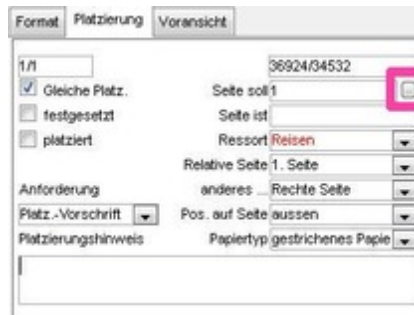 Format Platzierung Voransicht
1/1 36924/34532
Gleiche Platz. Seite soll 1
festgesetzt Seite ist
platziert Ressort Reisen
Relative Seite 1. Seite
Anforderung anderes ... Rechte Seite
Platz.-Vorschrift Pos. auf Seite aussen
Platzierungshinweis Papiertyp gestrichenes Papie